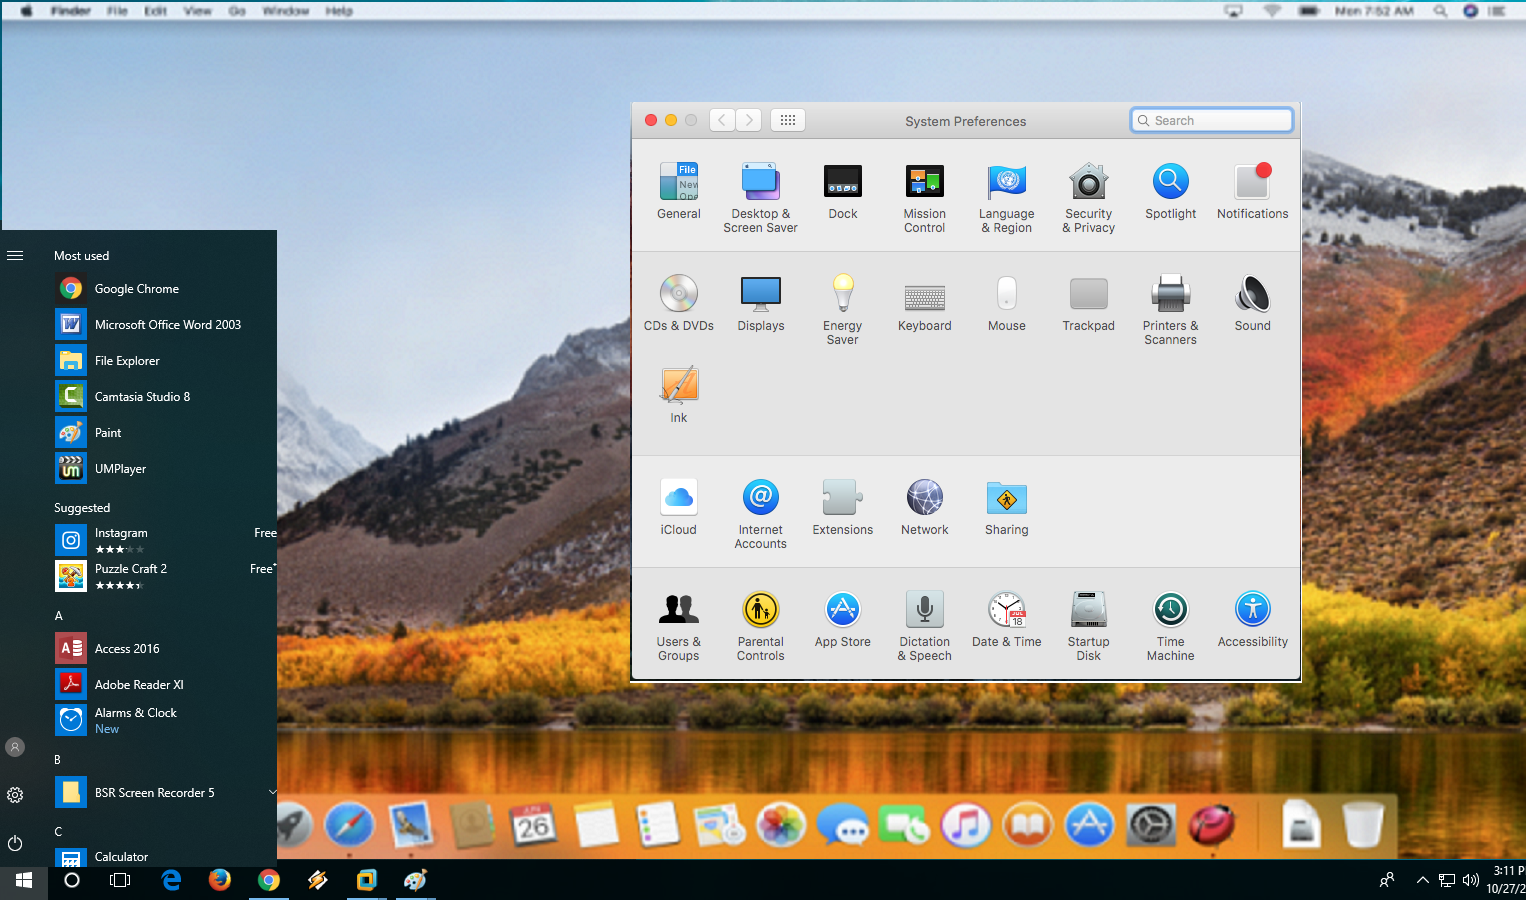 Finder File Edit View Go Window Help
Mon 7:52 AM
System Preferences
Search
File
New
Ope
General
Desktop &
Screen Saver
Dock
Mission
Control
Language
& Region
Security
& Privacy
Spotlight
Notifications
CDs & DVDs
Displays
Energy
Saver
Keyboard
Mouse
Trackpad
Printers &
Scanners
Sound
Ink
iCloud
Internet
Accounts
Extensions
Network
Sharing
Users &
Groups
Parental
Controls
App Store
Dictation
& Speech
Date & Time
18
Startup
Disk
Time
Machine
Accessibility
Most used
Google Chrome
Microsoft Office Word 2003
File Explorer
Camtasia Studio 8
Paint
UMPlayer
Suggested
Instagram Free
Puzzle Craft 2 Free*
A
Access 2016
Adobe Reader XI
Alarms & Clock
New
B
BSR Screen Recorder 5
C
Calculator
26
3:11 P
10/27/2